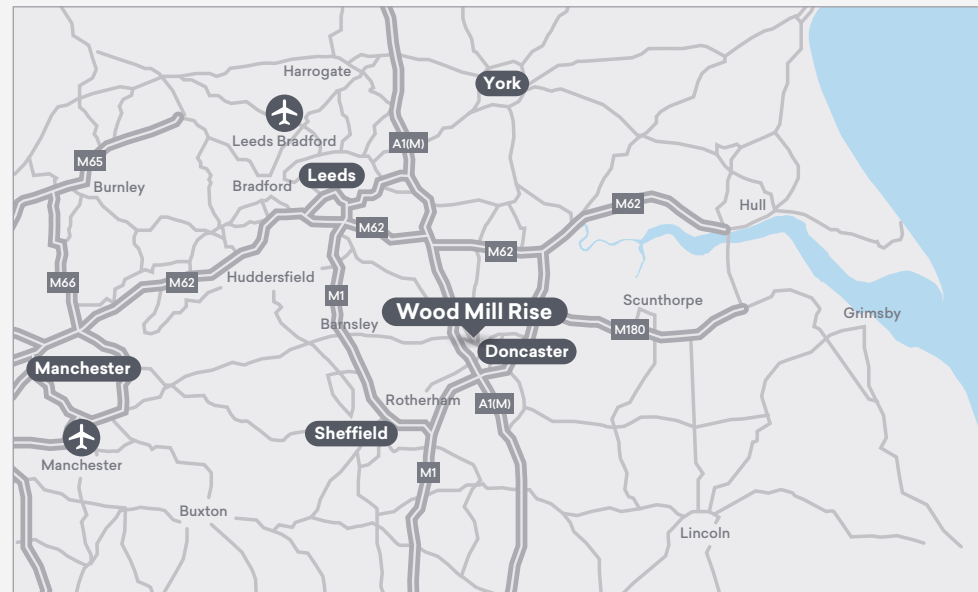 Harrogate
York
Leeds Bradford
A1(M)
M65
Burnley
Bradford
Leeds
M62
M62
Hull
M62
Huddersfield
M62
M66
M1
Scunthorpe
Wood Mill Rise
Grimsby
Barnsley
M180
Doncaster
Manchester
Rotherham
A1(M)
Sheffield
Manchester
M1
Buxton
Lincoln